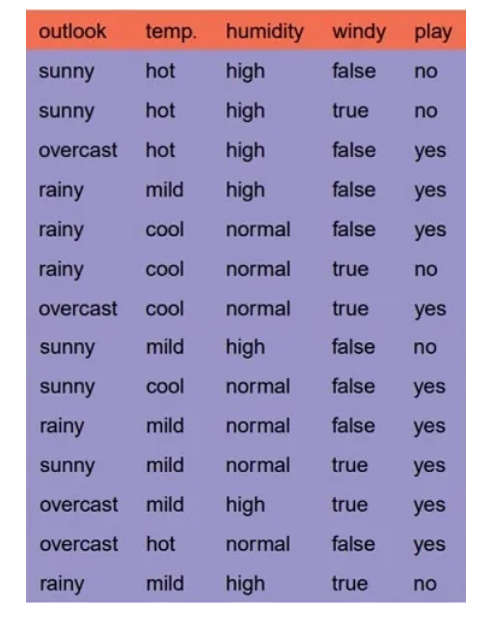 outlook temp. humidity windy play
sunny hot high false no
sunny hot high true no
overcast hot high false yes
rainy mild high false yes
rainy cool normal false yes
rainy cool normal true no
overcast cool normal true yes
sunny mild high false no
sunny cool normal false yes
rainy mild normal false yes
sunny mild normal true yes
overcast mild high true yes
overcast hot normal false yes
rainy mild high true no